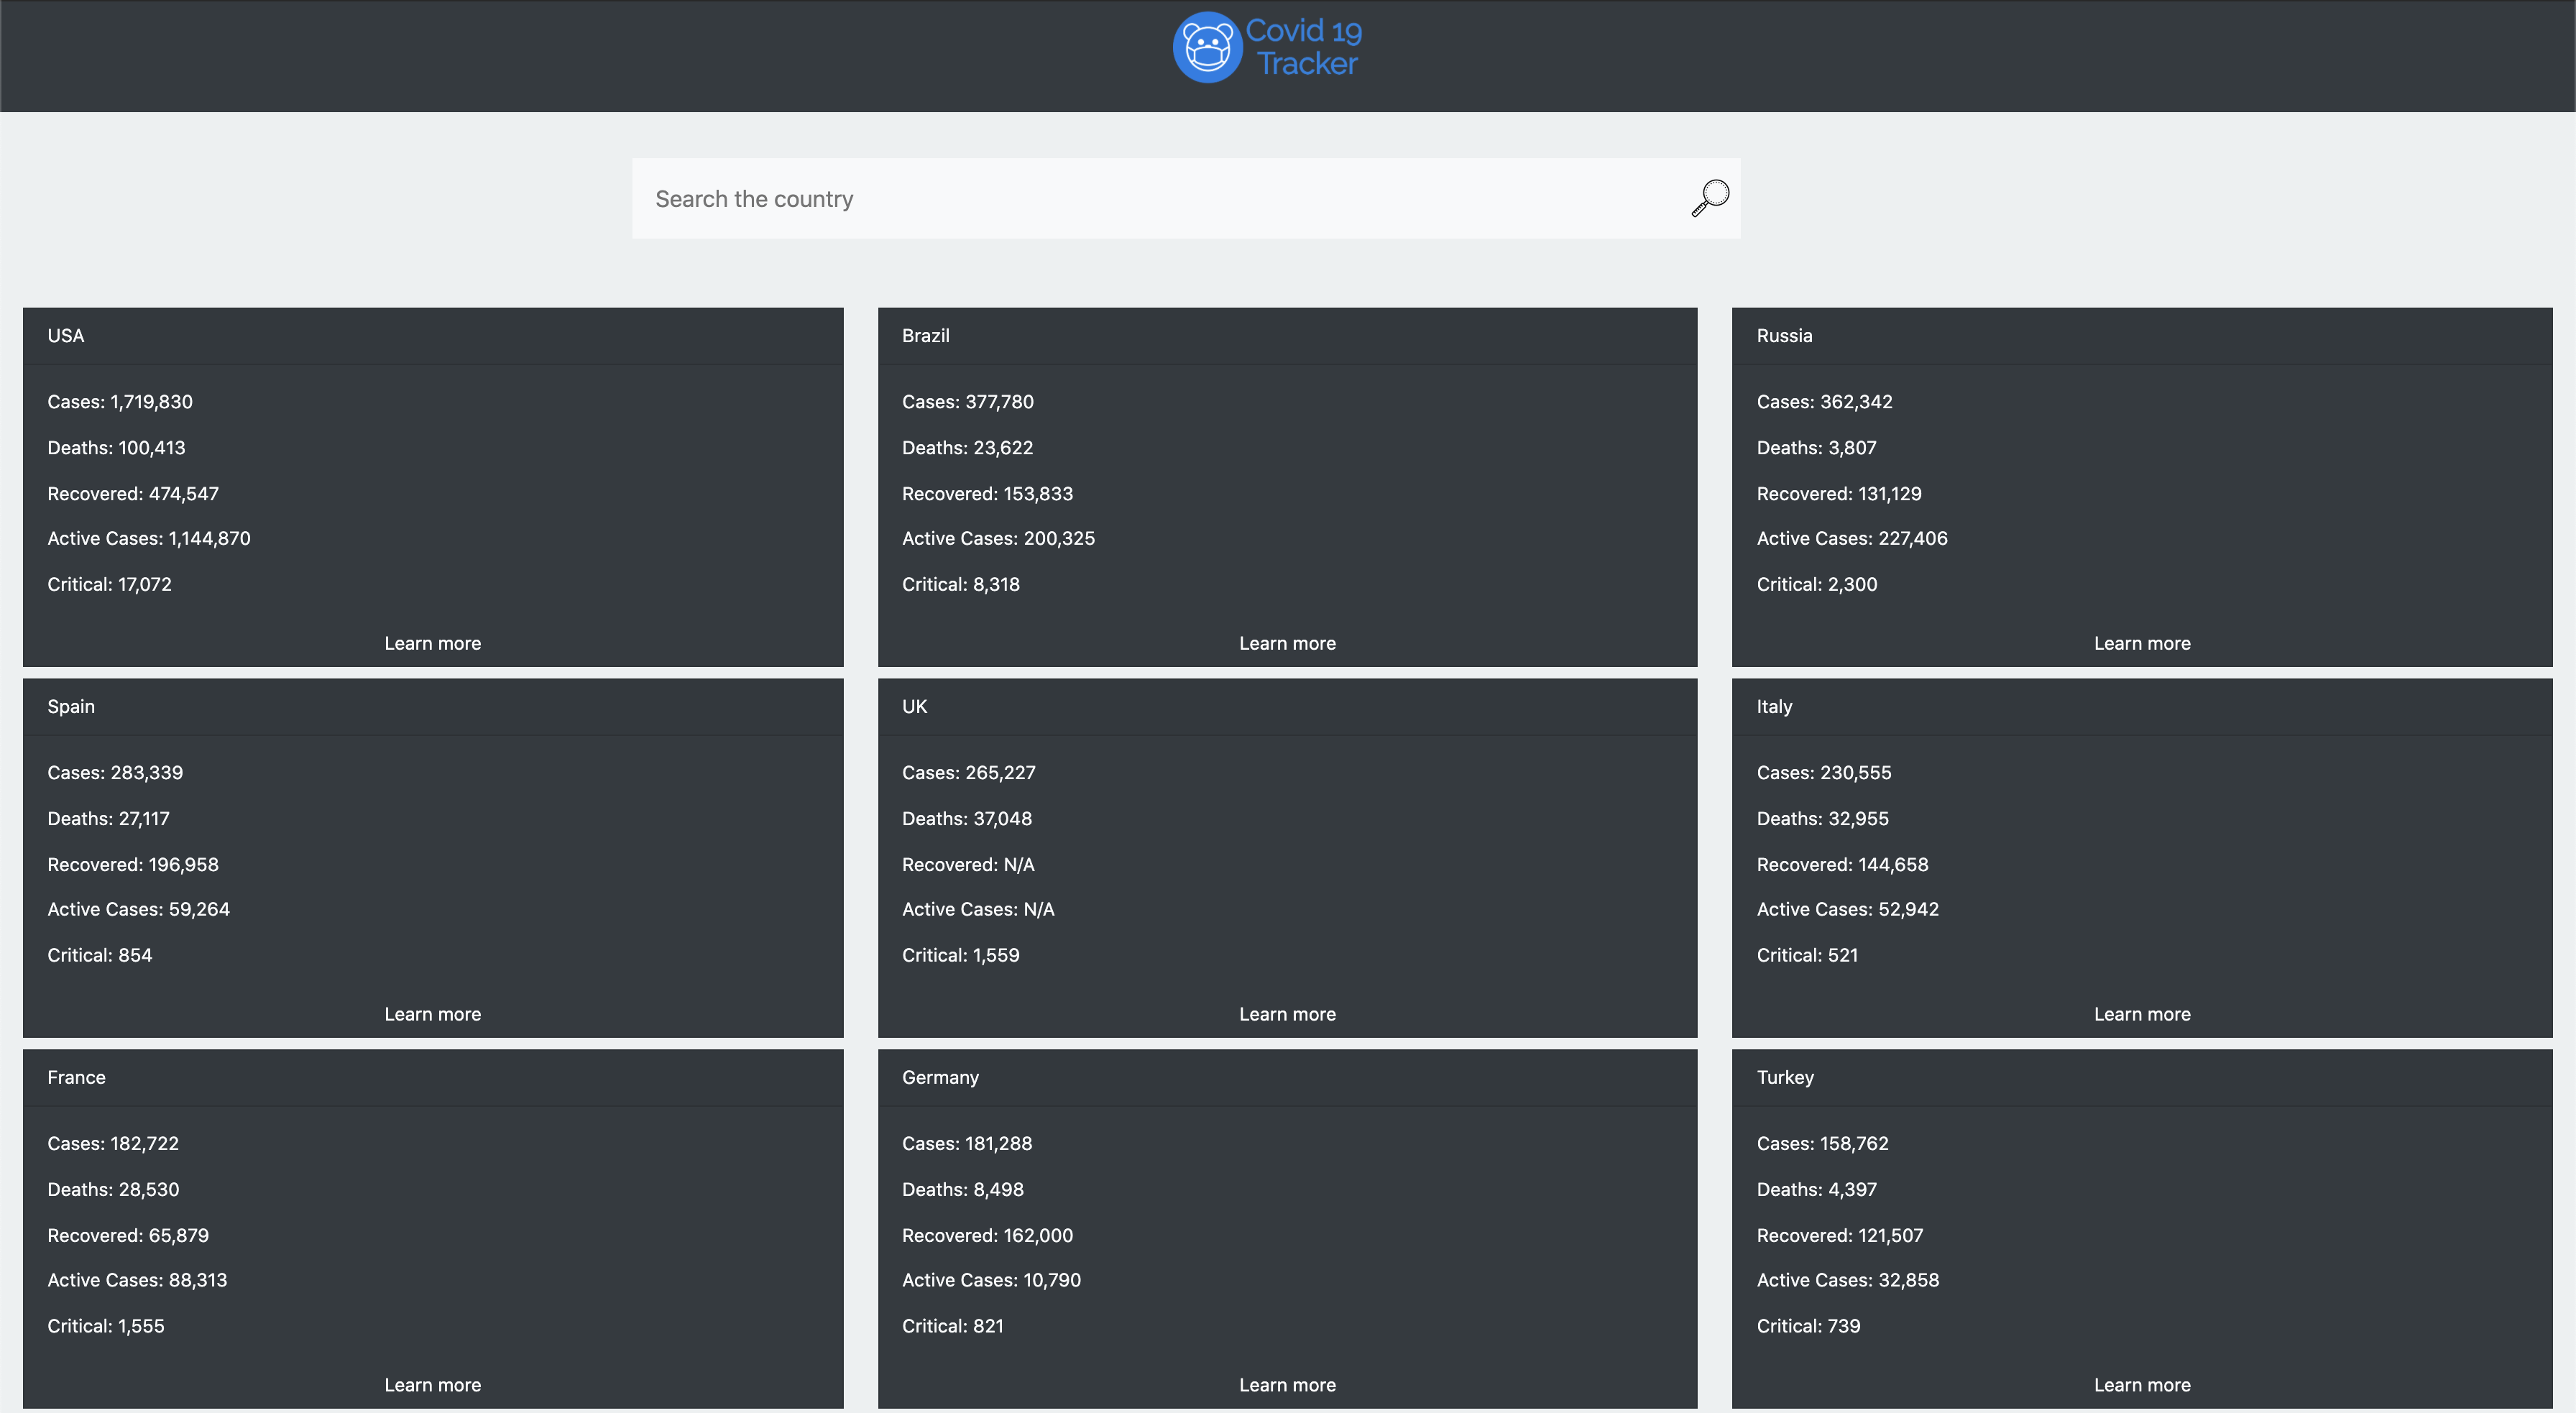 Covid 19
Tracker
Search the country
USA
Cases: 1,719,830
Deaths: 100,413
Recovered: 474,547
Active Cases: 1,144,870
Critical: 17,072
Learn more
Brazil
Cases: 377,780
Deaths: 23,622
Recovered: 153,833
Active Cases: 200,325
Critical: 8,318
Learn more
Russia
Cases: 362,342
Deaths: 3,807
Recovered: 131,129
Active Cases: 227,406
Critical: 2,300
Learn more
Spain
Cases: 283,339
Deaths: 27,117
Recovered: 196,958
Active Cases: 59,264
Critical: 854
Learn more
UK
Cases: 265,227
Deaths: 37,048
Recovered: N/A
Active Cases: N/A
Critical: 1,559
Learn more
Italy
Cases: 230,555
Deaths: 32,955
Recovered: 144,658
Active Cases: 52,942
Critical: 521
Learn more
France
Cases: 182,722
Deaths: 28,530
Recovered: 65,879
Active Cases: 88,313
Critical: 1,555
Learn more
Germany
Cases: 181,288
Deaths: 8,498
Recovered: 162,000
Active Cases: 10,790
Critical: 821
Learn more
Turkey
Cases: 158,762
Deaths: 4,397
Recovered: 121,507
Active Cases: 32,858
Critical: 739
Learn more